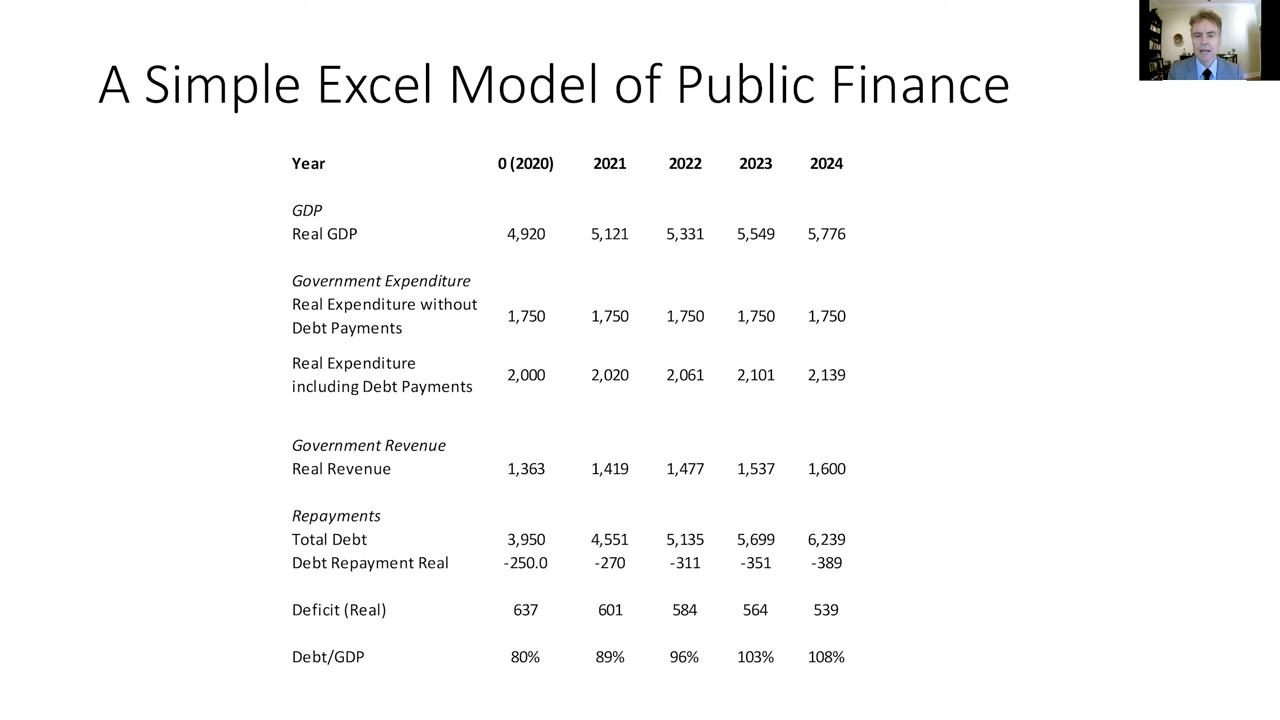 A Simple Excel Model of Public Finance
Year 0 (2020) 2021 2022 2023 2024
GDP
Real GDP 4,920 5,121 5,331 5,549 5,776
Government Expenditure
Real Expenditure without
Debt Payments 1,750 1,750 1,750 1,750 1,750
Real Expenditure
including Debt Payments 2,000 2,020 2,061 2,101 2,139
Government Revenue
Real Revenue 1,363 1,419 1,477 1,537 1,600
Repayments
Total Debt 3,950 4,551 5,135 5,699 6,239
Debt Repayment Real -250.0 -270 -311 -351 -389
Deficit (Real) 637 601 584 564 539
Debt/GDP 80% 89% 96% 103% 108%